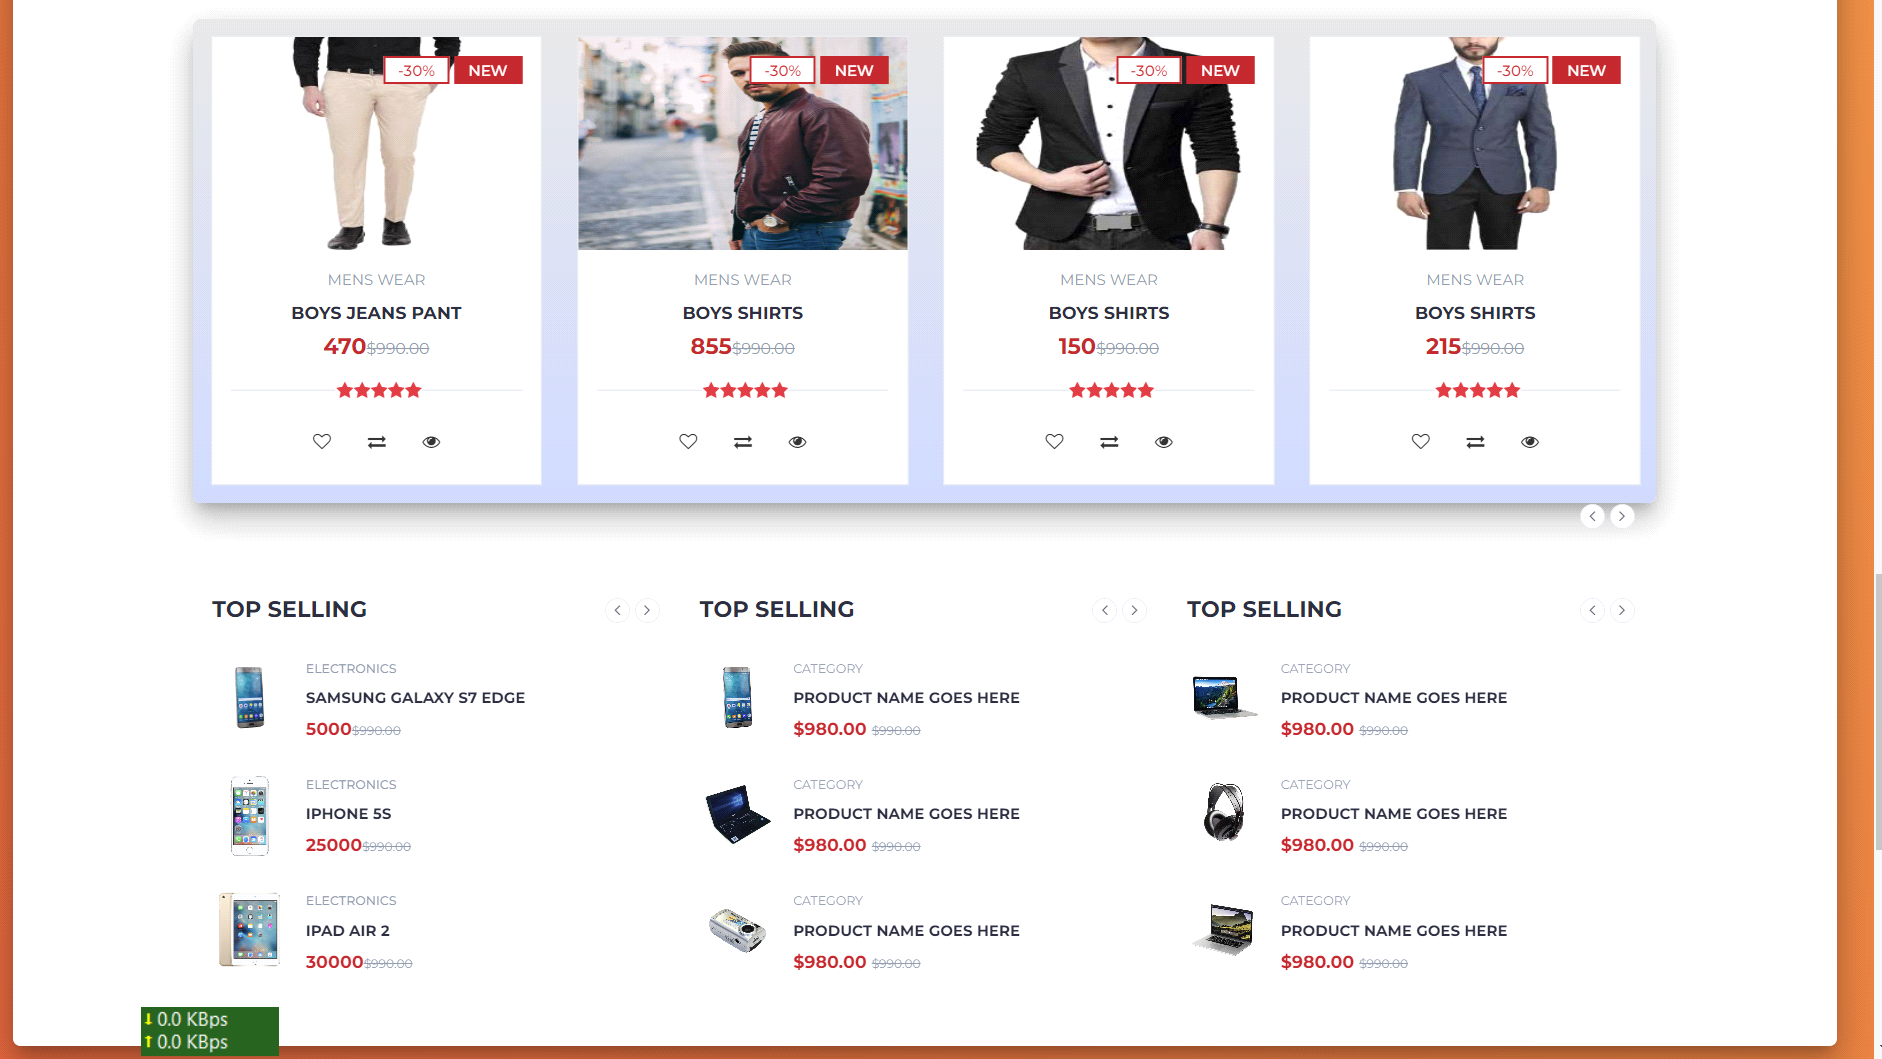 -30% NEW
-30% NEW
-30% NEW
-30% NEW
MENS WEAR
BOYS JEANS PANT
470$990.00
MENS WEAR
BOYS SHIRTS
855$990.00
MENS WEAR
BOYS SHIRTS
150$990.00
MENS WEAR
BOYS SHIRTS
215$990.00
TOP SELLING
ELECTRONICS
SAMSUNG GALAXY S7 EDGE
5000$990.00
ELECTRONICS
IPHONE 5S
25000$990.00
ELECTRONICS
IPAD AIR 2
30000$990.00
TOP SELLING
CATEGORY
PRODUCT NAME GOES HERE
$980.00 $990.00
CATEGORY
PRODUCT NAME GOES HERE
$980.00 $990.00
CATEGORY
PRODUCT NAME GOES HERE
$980.00 $990.00
TOP SELLING
CATEGORY
PRODUCT NAME GOES HERE
$980.00 $990.00
CATEGORY
PRODUCT NAME GOES HERE
$980.00 $990.00
CATEGORY
PRODUCT NAME GOES HERE
$980.00 $990.00
0.0 KBps
0.0 KBps